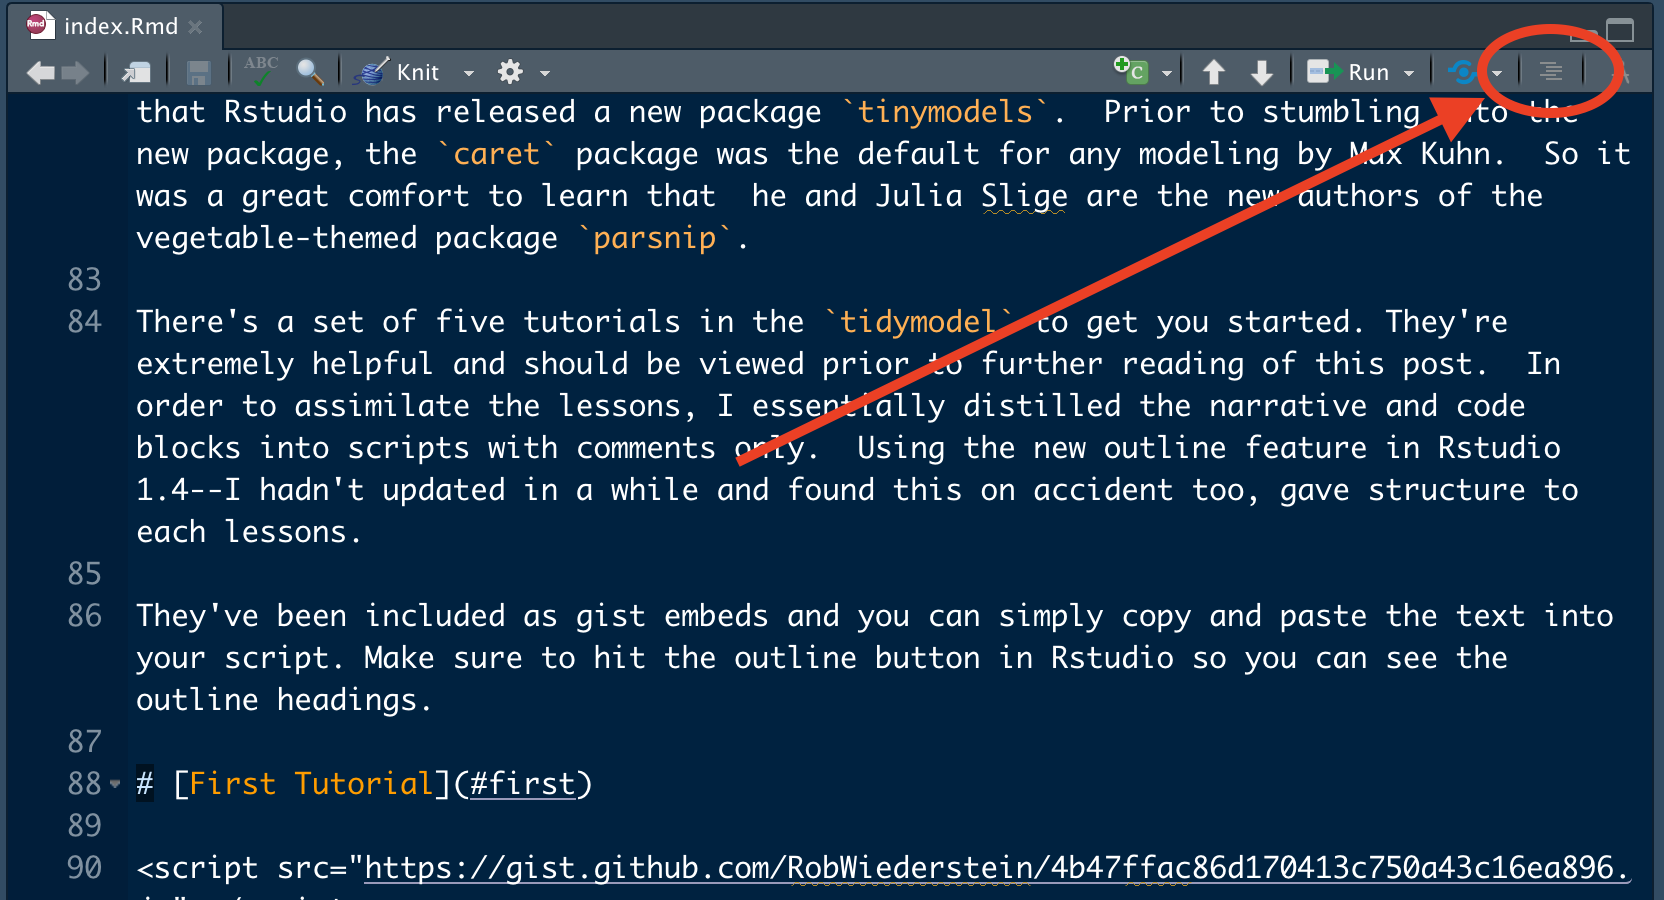 index.Rmd
ABC
Knit
C
Run
that Rstudio has released a new package `tinymodels`.  Prior to stumbling into the
new package, the `caret` package was the default for any modeling by Max Kuhn.  So it
was a great comfort to learn that  he and Julia Slige are the new authors of the
vegetable-themed package `parsnip`.
83
84 There's a set of five tutorials in the `tidymodel` to get you started. They're
extremely helpful and should be viewed prior to further reading of this post.  In
order to assimilate the lessons, I essentially distilled the narrative and code
blocks into scripts with comments only.  Using the new outline feature in Rstudio
1.4--I hadn't updated in a while and found this on accident too, gave structure to
each lessons.
85
86 They've been included as gist embeds and you can simply copy and paste the text into
your script. Make sure to hit the outline button in Rstudio so you can see the
outline headings.
87
88 # [First Tutorial](#first)
89
90 <script src="https://gist.github.com/RobWiederstein/4b47ffac86d170413c750a43c16ea896.